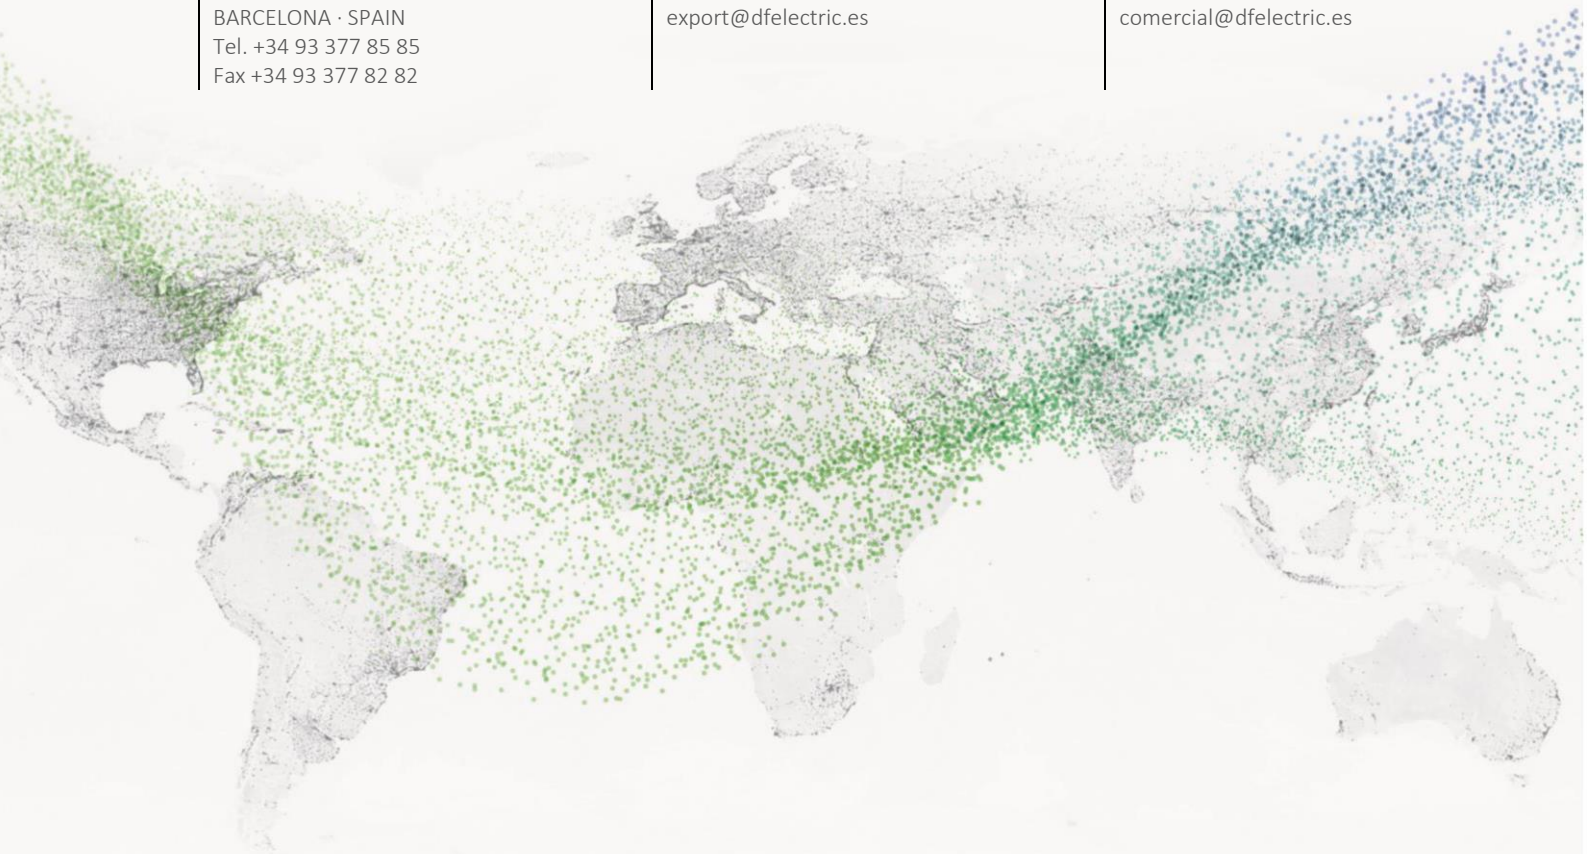 BARCELONA · SPAIN
Tel. +34 93 377 85 85
Fax +34 93 377 82 82
export@dfelectric.es
comercial@dfelectric.es